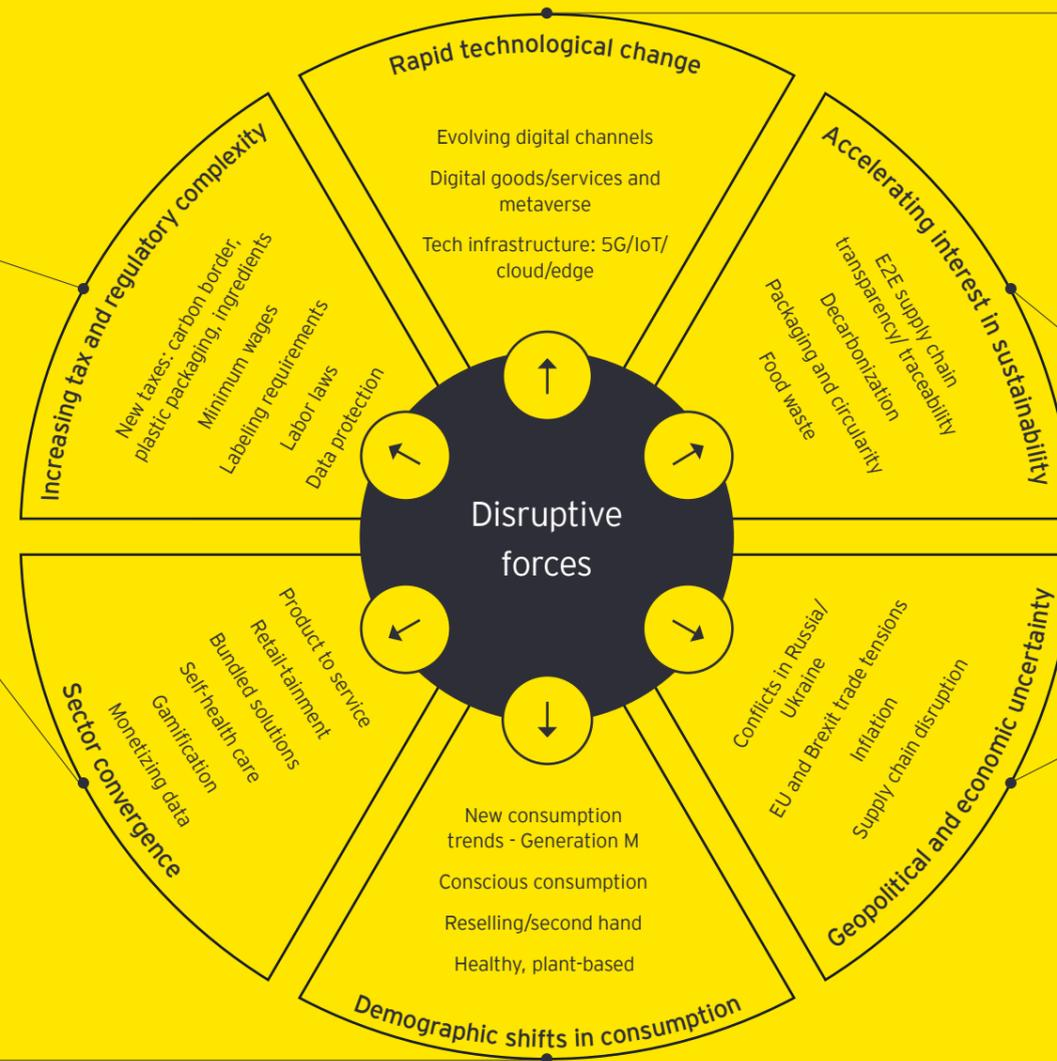 Rapid technological change
Evolving digital channels
Digital goods/services and
metaverse
Tech infrastructure: 5G/IoT/
cloud/edge
Accelerating interest in sustainability
E2E supply chain
transparency/ traceability
Decarbonization
Packaging and circularity
Food waste
Geopolitical and economic uncertainty
Conflicts in Russia/
Ukraine
EU and Brexit trade tensions
Inflation
Supply chain disruption
Demographic shifts in consumption
New consumption
trends - Generation M
Conscious consumption
Reselling/second hand
Healthy, plant-based
Sector convergence
Product to service
Retail-tainment
Bundled solutions
Self-health care
Gamification
Monetizing data
Increasing tax and regulatory complexity
New taxes: carbon border,
plastic packaging, ingredients
Minimum wages
Labeling requirements
Labor laws
Data protection
Disruptive
forces